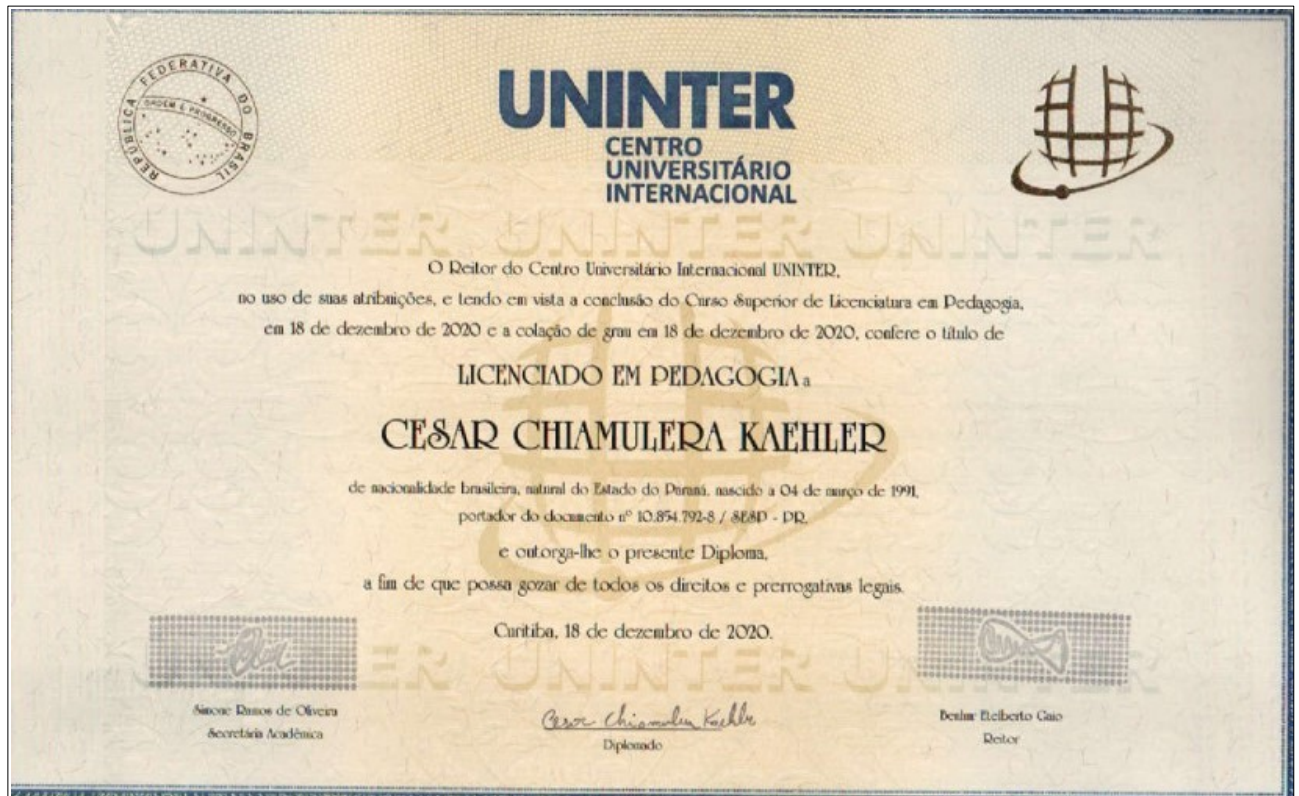 REPÚBLICA FEDERATIVA DO BRASIL
ORDEM E PROGRESSO
UNINTER
CENTRO
UNIVERSITÁRIO
INTERNACIONAL
UNINTER UNINTER UNINTER
O Reitor do Centro Universitário Internacional UNINTER,
no uso de suas atribuições, e tendo em vista a conclusão do Curso Superior de Licenciatura em Pedagogia,
em 18 de dezembro de 2020 e a colação de grau em 18 de dezembro de 2020, confere o título de
LICENCIADO EM PEDAGOGIA a
CESAR CHIAMULERA KAEHLER
de nacionalidade brasileira, natural do Estado do Paraná, nascido a 04 de março de 1991,
portador do documento nº 10.854.792-8 / SESP - PR,
e outorga-lhe o presente Diploma,
a fim de que possa gozar de todos os direitos e prerrogativas legais.
Curitiba, 18 de dezembro de 2020.
UNINTER UNINTER UNINTER
Cesar Chiamulera Kaehler
Simone Ramos de Oliveira
Secretária Acadêmica
Diplomado
Benhur Etelberto Gaio
Reitor